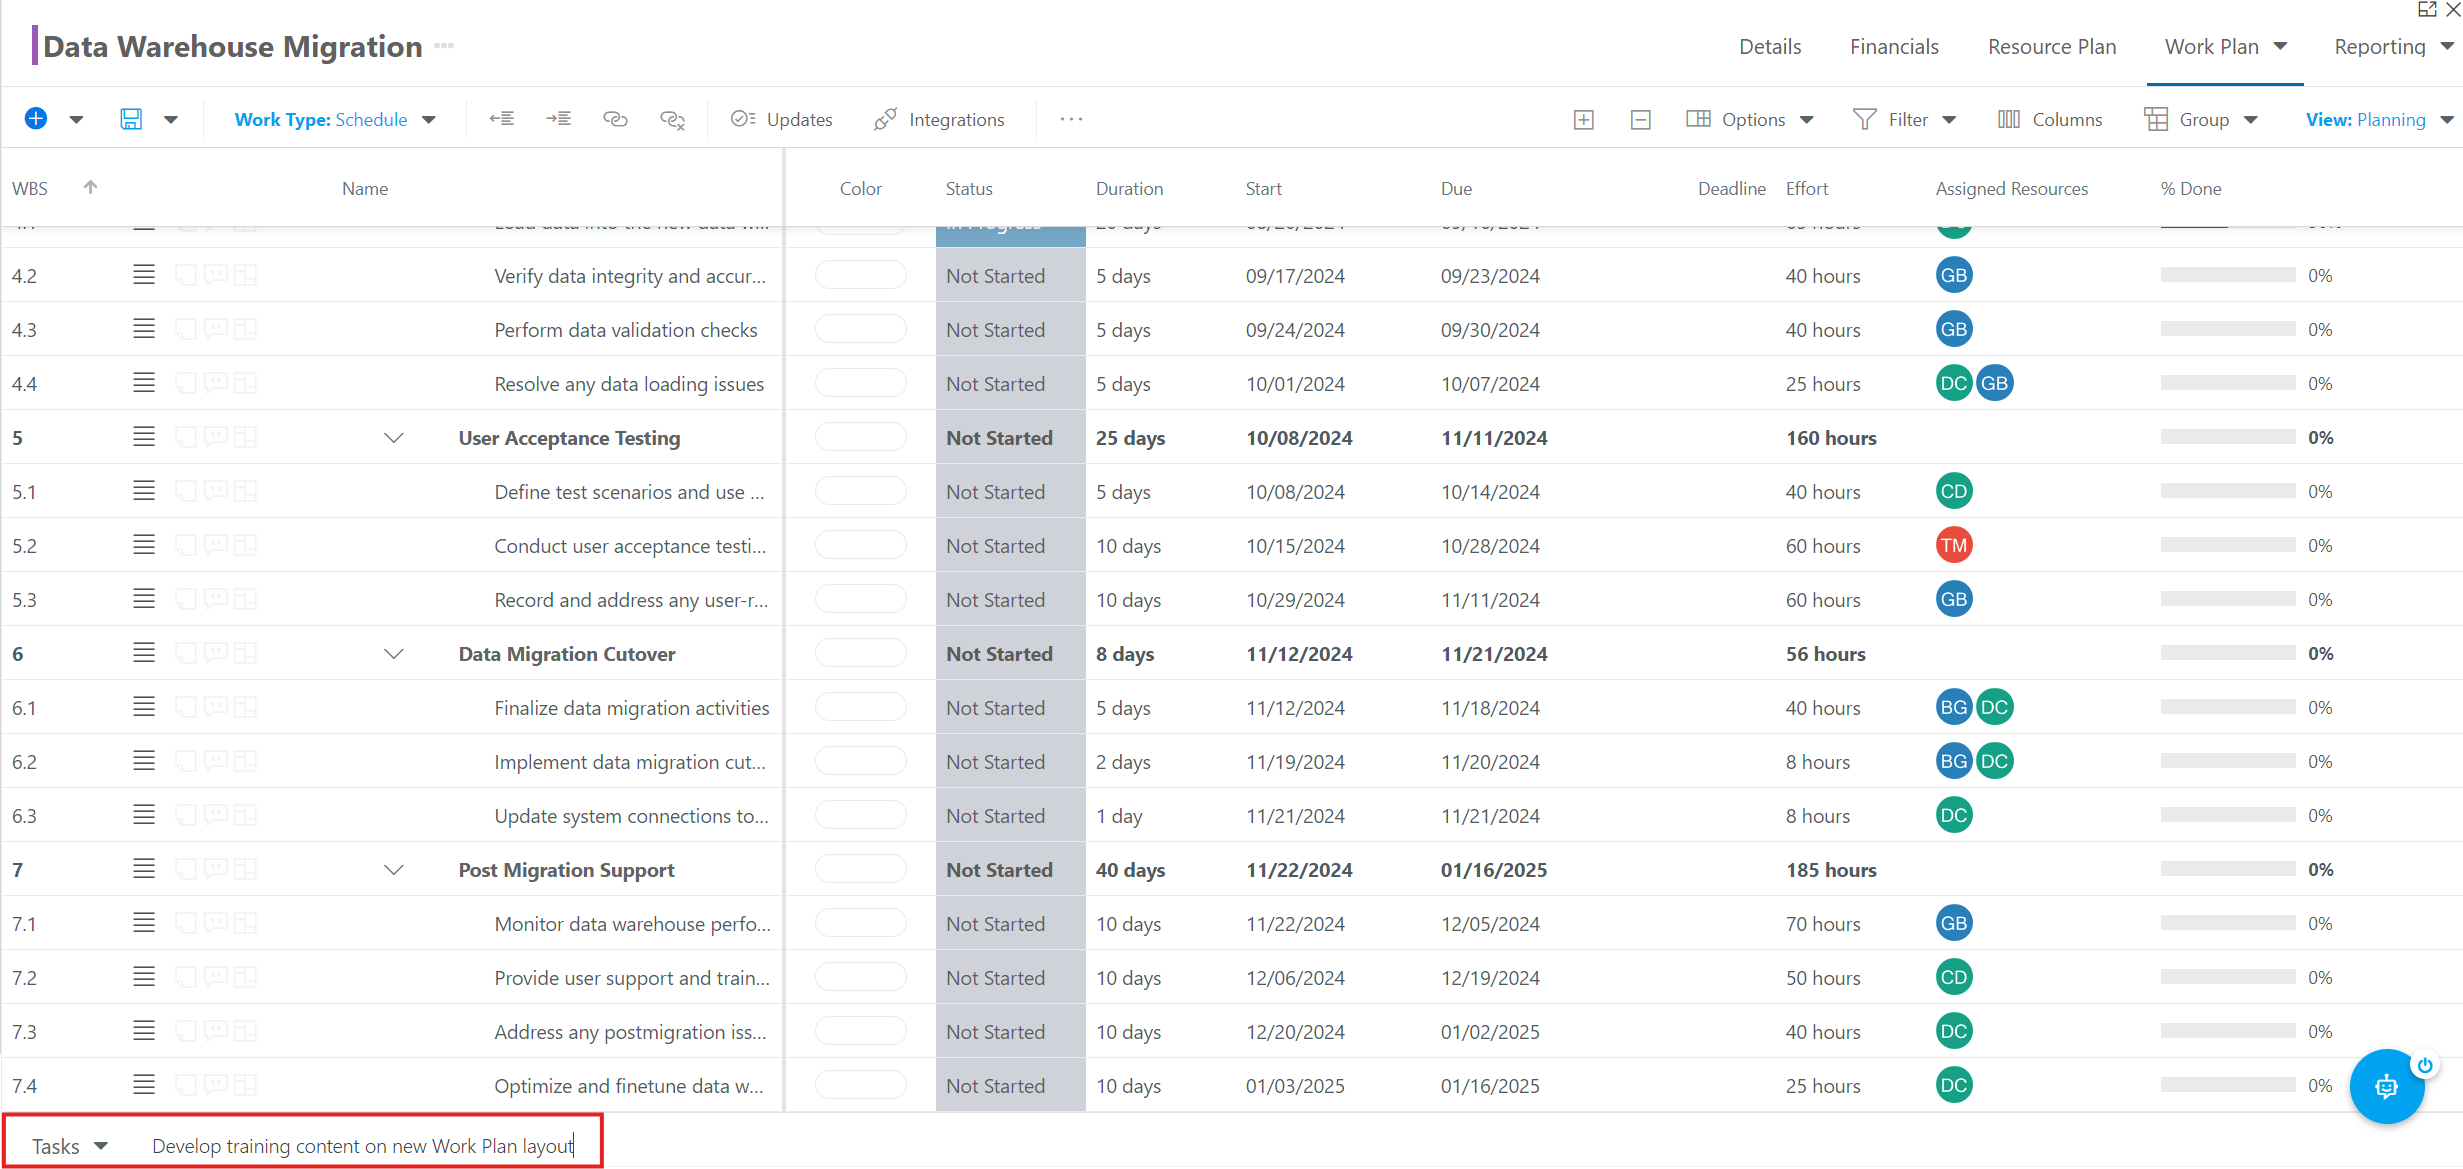 Data Warehouse Migration ...
Details Financials Resource Plan Work Plan Reporting
Work Type: Schedule Updates Integrations ... Options Filter Columns Group View: Planning
WBS Name Color Status Duration Start Due Deadline Effort Assigned Resources % Done
4.2 Verify data integrity and accur... Not Started 5 days 09/17/2024 09/23/2024 40 hours GB 0%
4.3 Perform data validation checks Not Started 5 days 09/24/2024 09/30/2024 40 hours GB 0%
4.4 Resolve any data loading issues Not Started 5 days 10/01/2024 10/07/2024 25 hours DC GB 0%
5 User Acceptance Testing Not Started 25 days 10/08/2024 11/11/2024 160 hours 0%
5.1 Define test scenarios and use ... Not Started 5 days 10/08/2024 10/14/2024 40 hours CD 0%
5.2 Conduct user acceptance testi... Not Started 10 days 10/15/2024 10/28/2024 60 hours TM 0%
5.3 Record and address any user-r... Not Started 10 days 10/29/2024 11/11/2024 60 hours GB 0%
6 Data Migration Cutover Not Started 8 days 11/12/2024 11/21/2024 56 hours 0%
6.1 Finalize data migration activities Not Started 5 days 11/12/2024 11/18/2024 40 hours BG DC 0%
6.2 Implement data migration cut... Not Started 2 days 11/19/2024 11/20/2024 8 hours BG DC 0%
6.3 Update system connections to... Not Started 1 day 11/21/2024 11/21/2024 8 hours DC 0%
7 Post Migration Support Not Started 40 days 11/22/2024 01/16/2025 185 hours 0%
7.1 Monitor data warehouse perfo... Not Started 10 days 11/22/2024 12/05/2024 70 hours GB 0%
7.2 Provide user support and train... Not Started 10 days 12/06/2024 12/19/2024 50 hours CD 0%
7.3 Address any postmigration iss... Not Started 10 days 12/20/2024 01/02/2025 40 hours DC 0%
7.4 Optimize and finetune data w... Not Started 10 days 01/03/2025 01/16/2025 25 hours DC 0%
Tasks Develop training content on new Work Plan layout